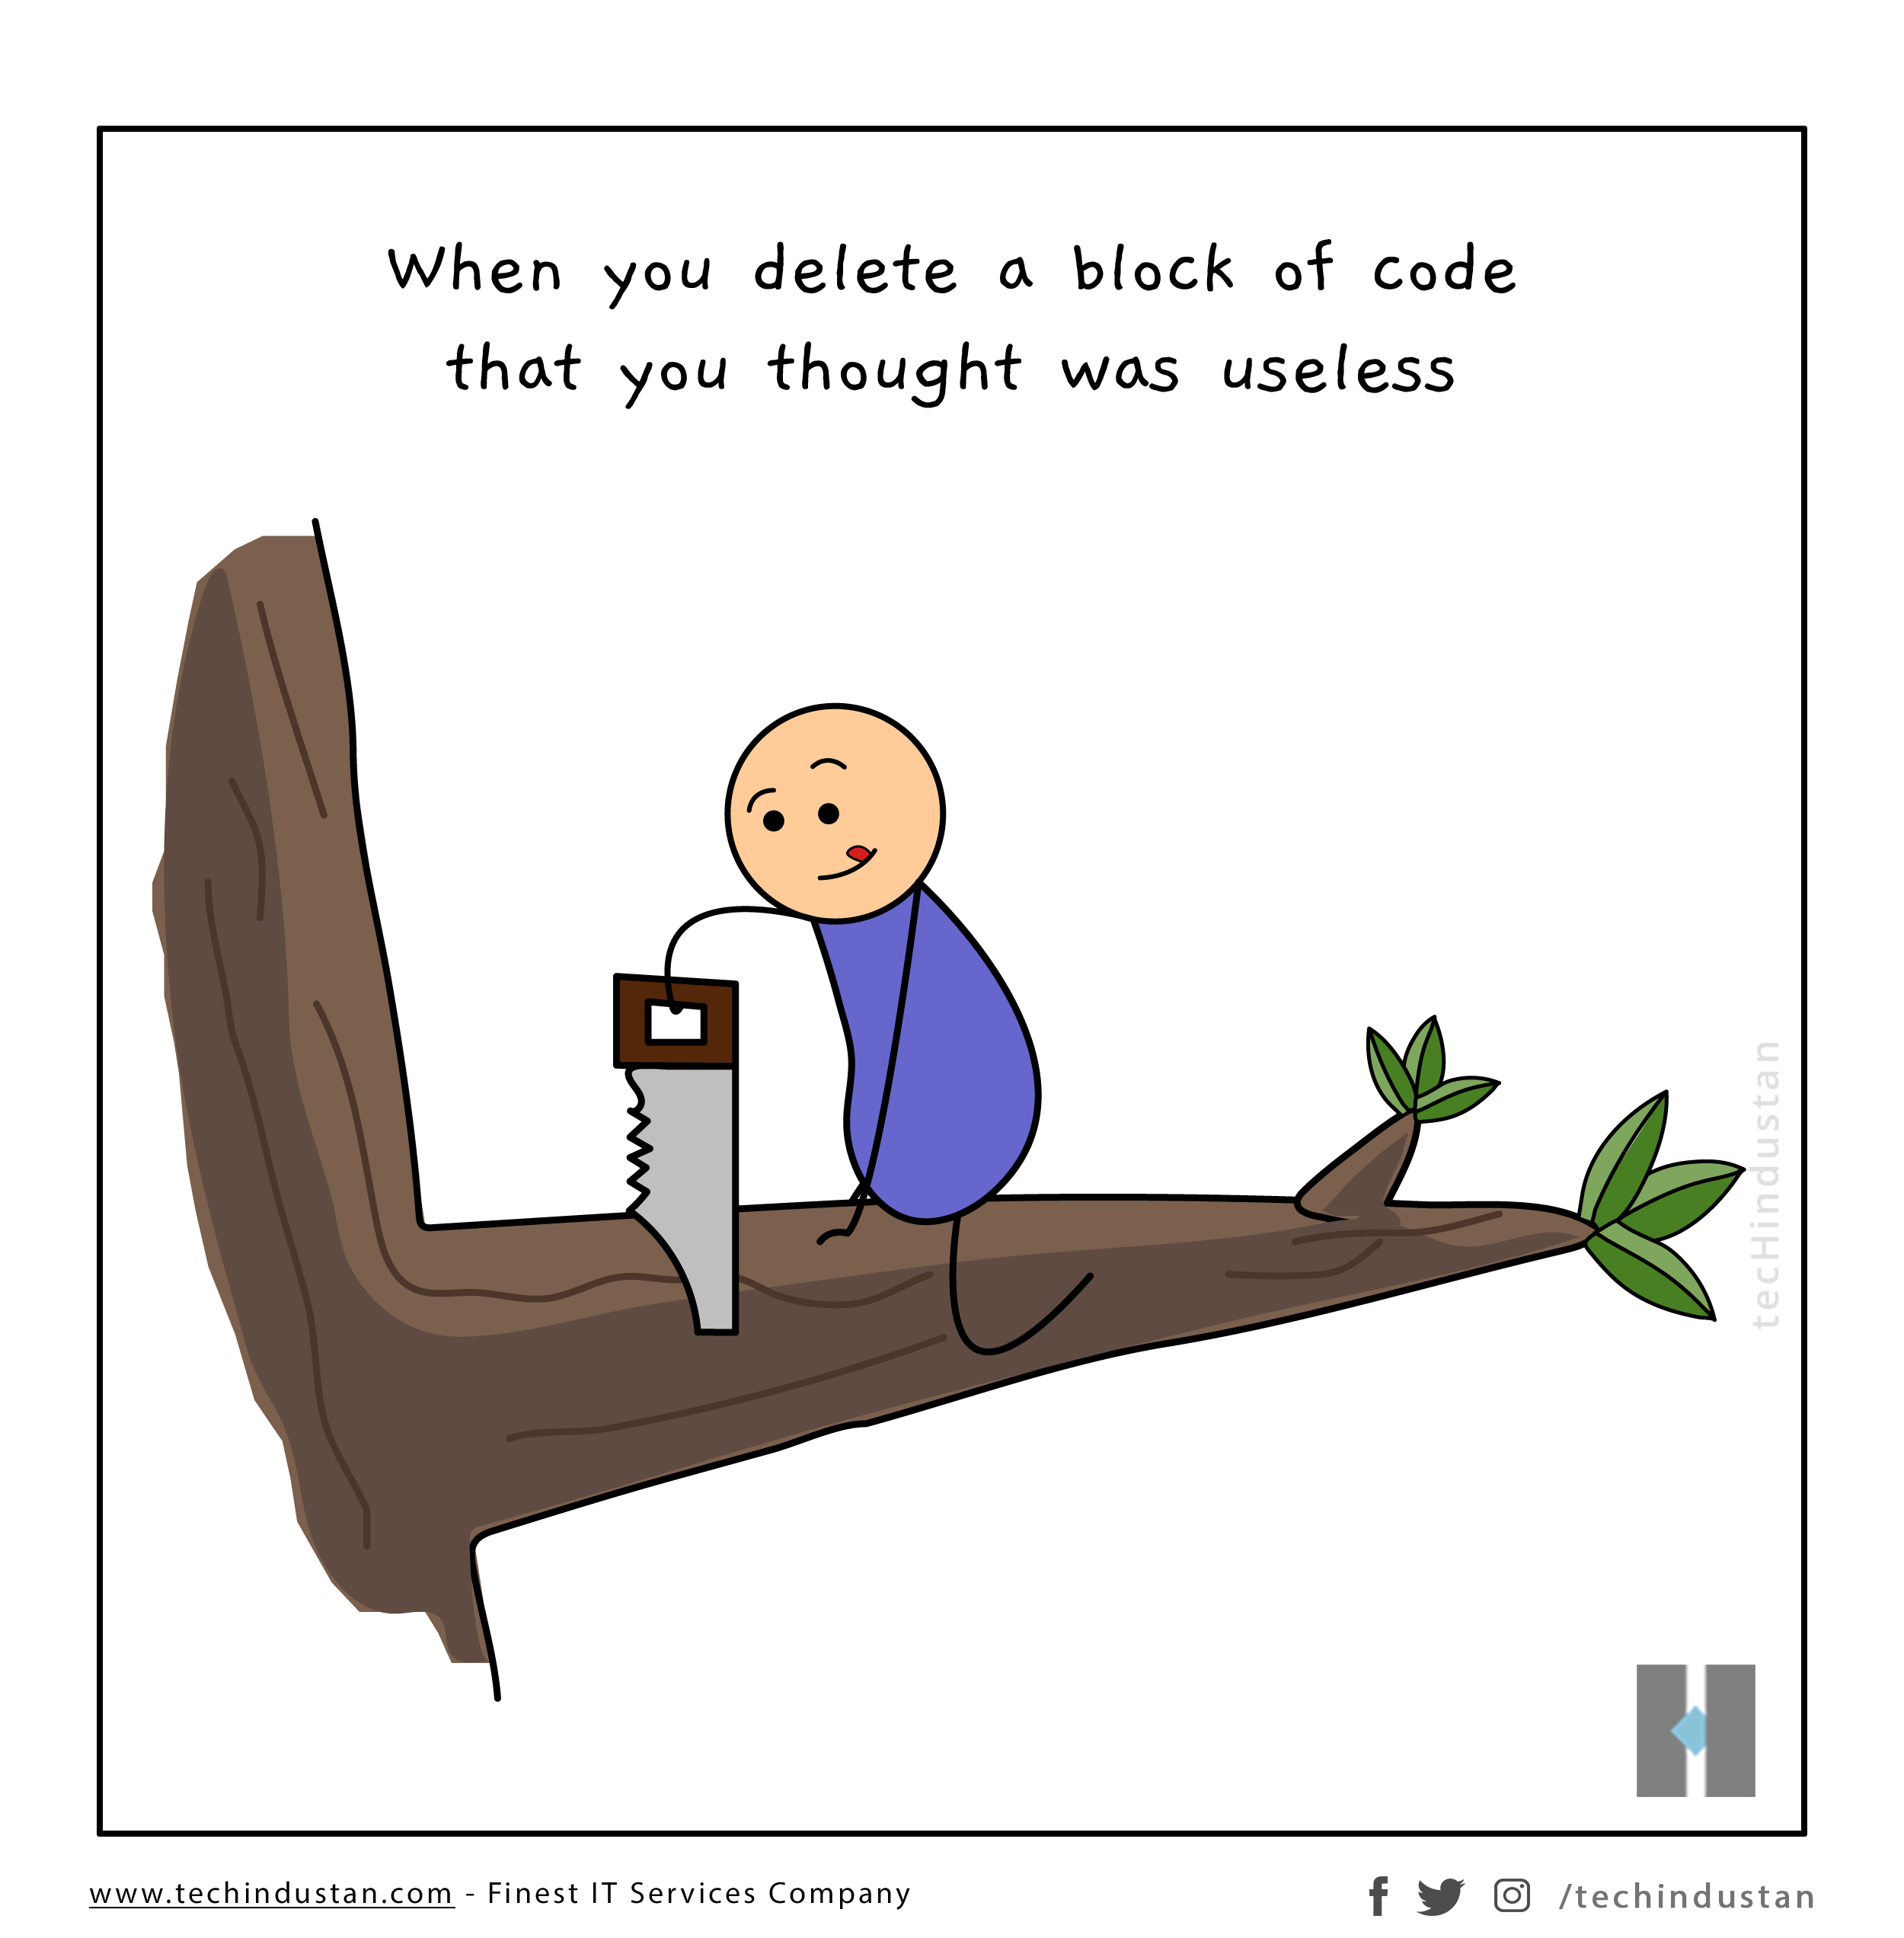 When you delete a block of code
that you thought was useless
tecHindustan
www.techindustan.com - Finest IT Services Company
/techindustan